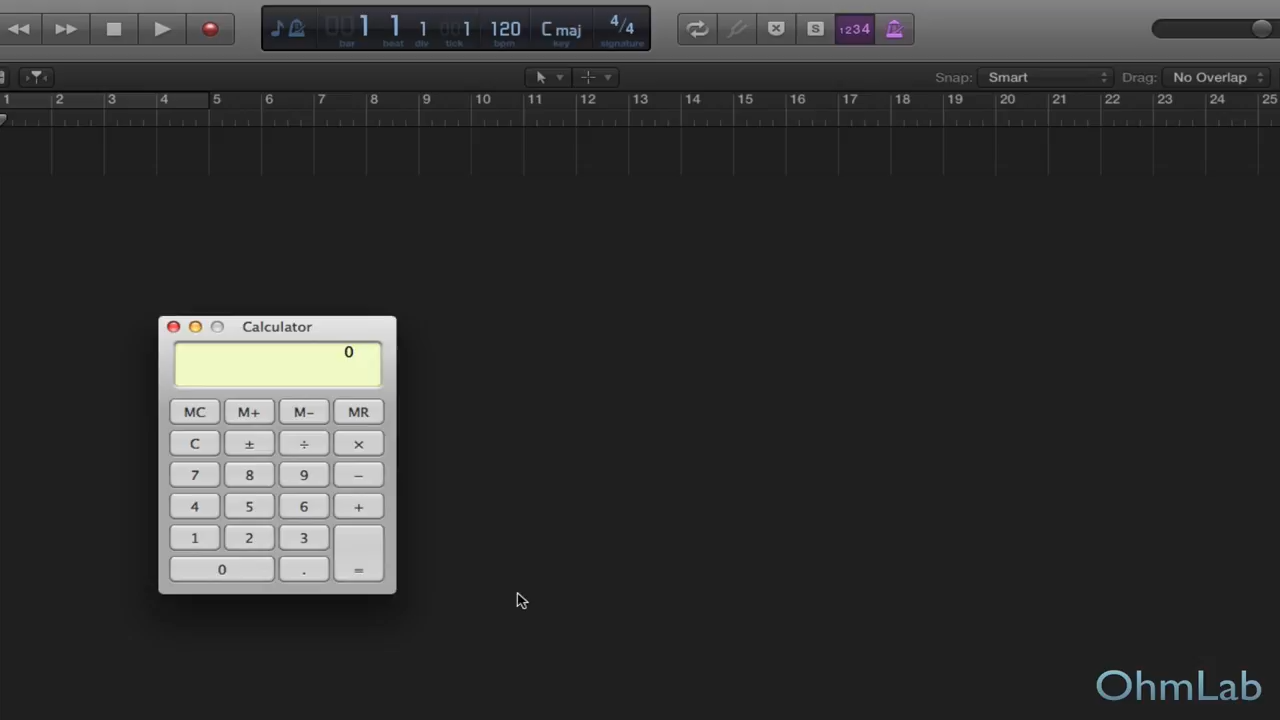 1 1 1 1 120 C maj 4/4
bar beat div tick bpm key signature
S 1234
Snap: Smart Drag: No Overlap
1 2 3 4 5 6 7 8 9 10 11 12 13 14 15 16 17 18 19 20 21 22 23 24 25
Calculator
0
MC M+ M- MR
C ± ÷ ×
7 8 9 −
4 5 6 +
1 2 3
0 . =
OhmLab